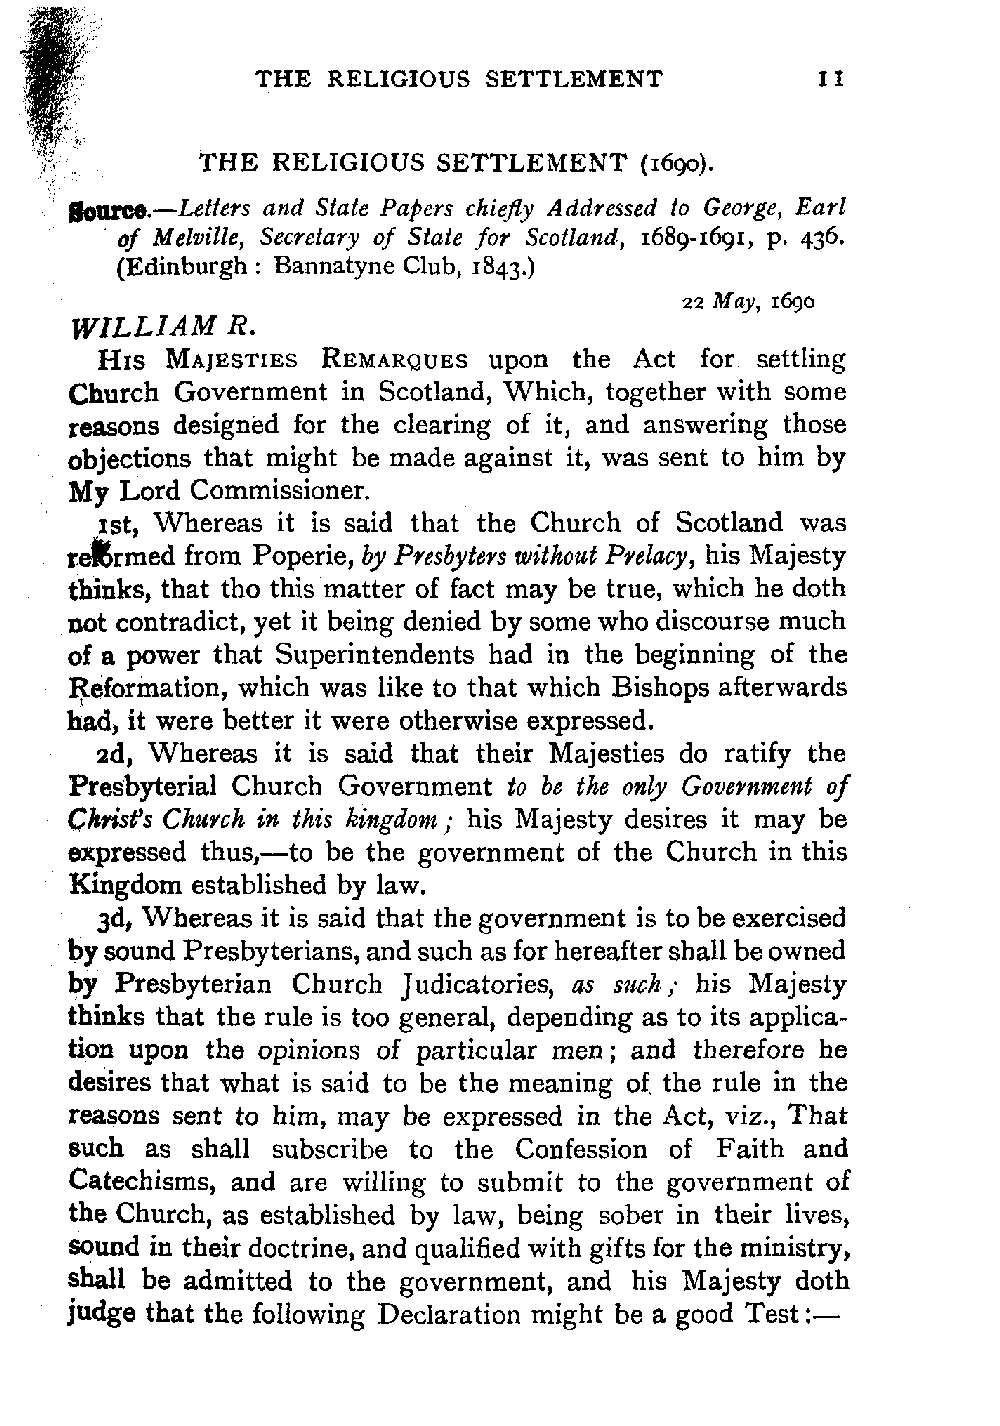 THE RELIGIOUS SETTLEMENT 11
THE RELIGIOUS SETTLEMENT (1690).
Source.—Letters and State Papers chiefly Addressed to George, Earl
of Melville, Secretary of State for Scotland, 1689-1691, p. 436.
(Edinburgh : Bannatyne Club, 1843.)
22 May, 1690
WILLIAM R.
HIS MAJESTIES REMARQUES upon the Act for settling
Church Government in Scotland, Which, together with some
reasons designed for the clearing of it, and answering those
objections that might be made against it, was sent to him by
My Lord Commissioner.
1st, Whereas it is said that the Church of Scotland was
reformed from Poperie, by Presbyters without Prelacy, his Majesty
thinks, that tho this matter of fact may be true, which he doth
not contradict, yet it being denied by some who discourse much
of a power that Superintendents had in the beginning of the
Reformation, which was like to that which Bishops afterwards
had, it were better it were otherwise expressed.
2d, Whereas it is said that their Majesties do ratify the
Presbyterial Church Government to be the only Government of
Christ's Church in this kingdom ; his Majesty desires it may be
expressed thus,—to be the government of the Church in this
Kingdom established by law.
3d, Whereas it is said that the government is to be exercised
by sound Presbyterians, and such as for hereafter shall be owned
by Presbyterian Church Judicatories, as such ; his Majesty
thinks that the rule is too general, depending as to its applica-
tion upon the opinions of particular men ; and therefore he
desires that what is said to be the meaning of the rule in the
reasons sent to him, may be expressed in the Act, viz., That
such as shall subscribe to the Confession of Faith and
Catechisms, and are willing to submit to the government of
the Church, as established by law, being sober in their lives,
sound in their doctrine, and qualified with gifts for the ministry,
shall be admitted to the government, and his Majesty doth
judge that the following Declaration might be a good Test :—